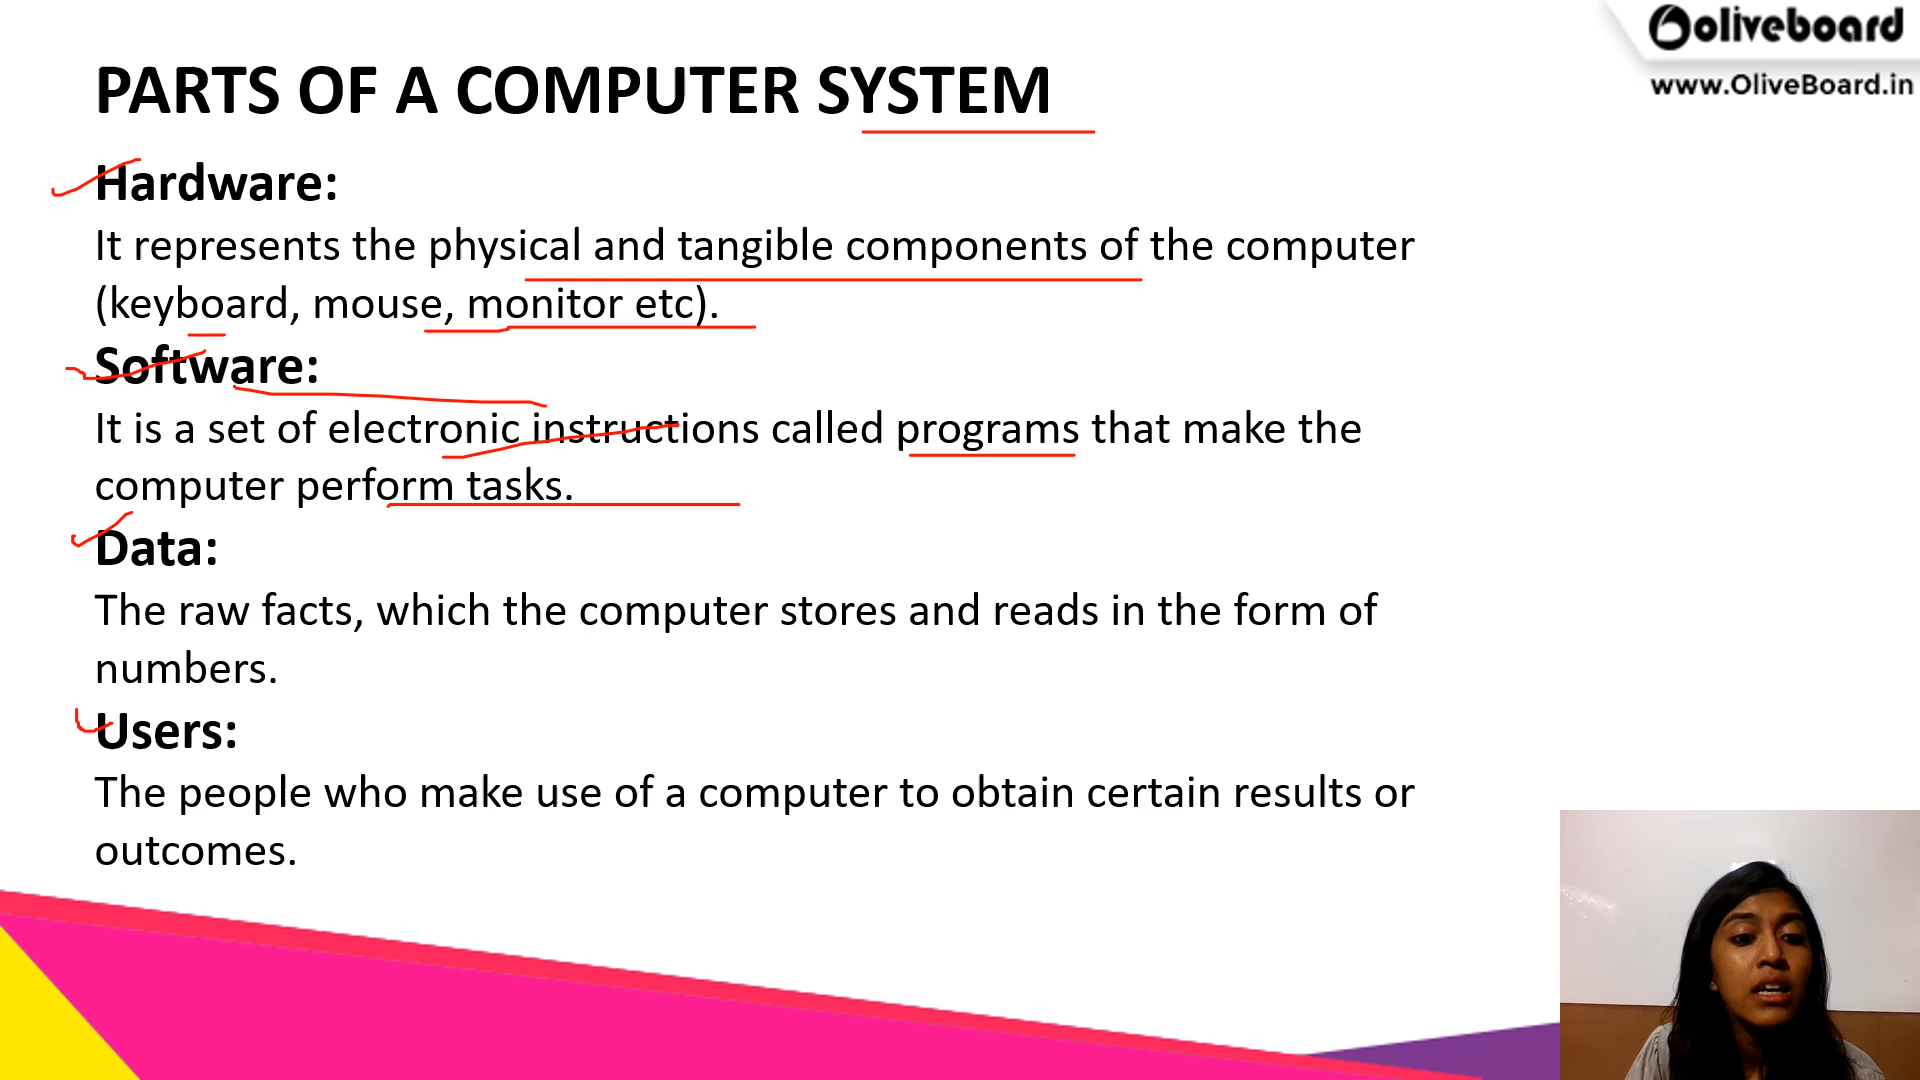 oliveboard
www.OliveBoard.in
PARTS OF A COMPUTER SYSTEM
Hardware:
It represents the physical and tangible components of the computer
(keyboard, mouse, monitor etc).
Software:
It is a set of electronic instructions called programs that make the
computer perform tasks.
Data:
The raw facts, which the computer stores and reads in the form of
numbers.
Users:
The people who make use of a computer to obtain certain results or
outcomes.